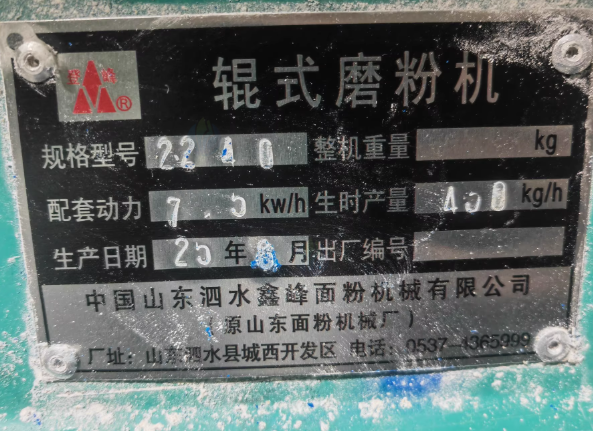 辊式磨粉机
规格型号 2240 整机重量 kg
配套动力 7.5 kw/h 生时产量 kg/h
生产日期 25年8月 出厂编号
中国山东泗水鑫峰面粉机械有限公司
(源山东面粉机械厂)
厂址：山东泗水县城西开发区 电话：0537-4365999